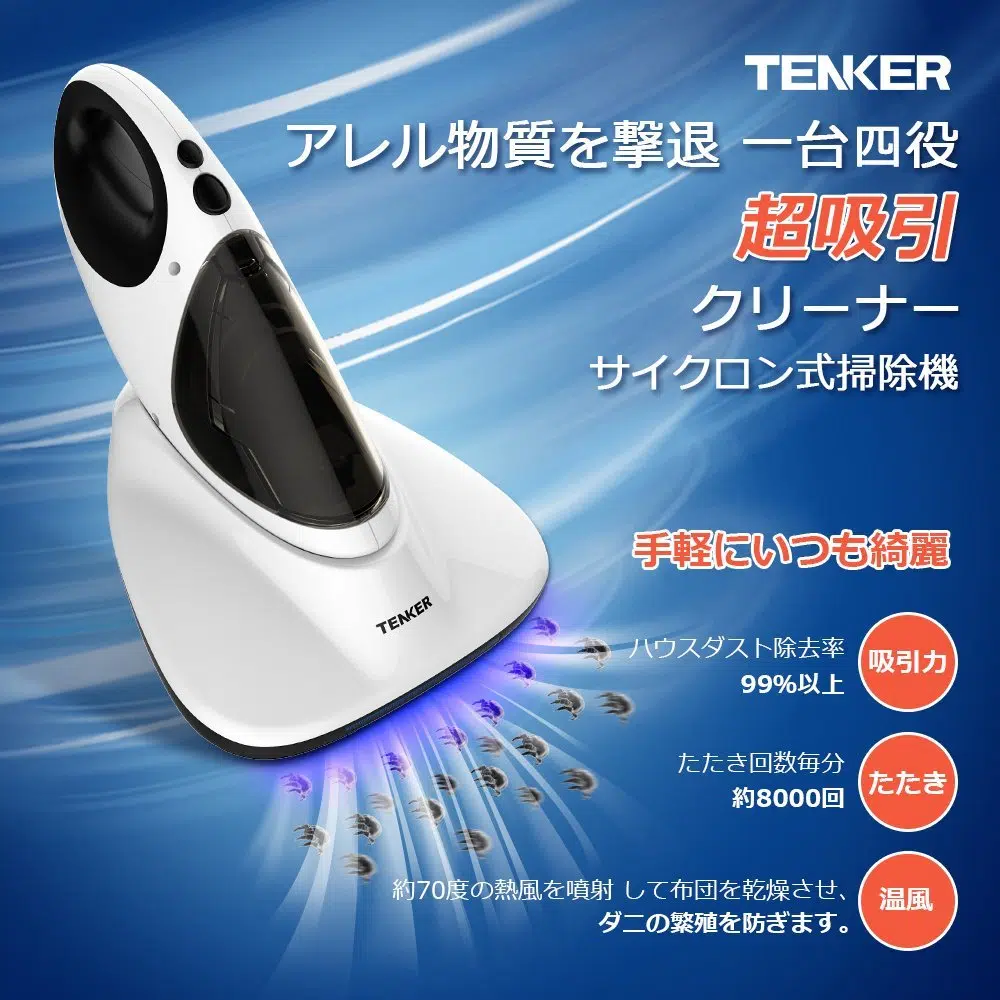 TENKER
アレル物質を撃退 一台四役
超吸引
クリーナー
サイクロン式掃除機
手軽にいつも綺麗
TENKER
ハウスダスト除去率
99%以上
吸引力
たたき回数毎分
約8000回
たたき
約70度の熱風を噴射 して布団を乾燥させ、
ダニの繁殖を防ぎます。
温風